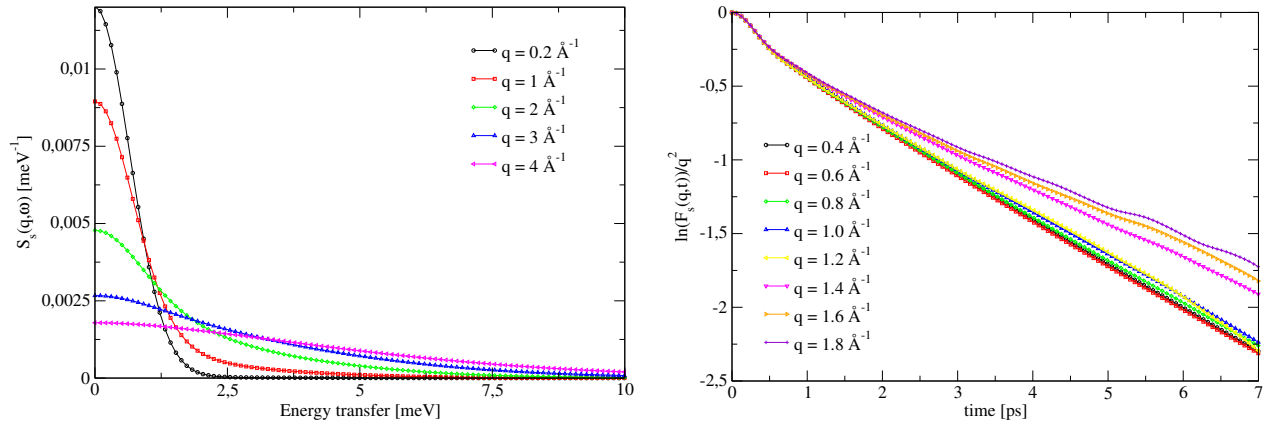 0,01
0,0075
0,005
0,0025
0
S_s(q,ω) [meV⁻¹]
q = 0.2 Å⁻¹
q = 1 Å⁻¹
q = 2 Å⁻¹
q = 3 Å⁻¹
q = 4 Å⁻¹
0 2,5 5 7,5 10
Energy transfer [meV]
0
-0,5
-1
-1,5
-2
-2,5
ln(F_s(q,t))/q²
q = 0.4 Å⁻¹
q = 0.6 Å⁻¹
q = 0.8 Å⁻¹
q = 1.0 Å⁻¹
q = 1.2 Å⁻¹
q = 1.4 Å⁻¹
q = 1.6 Å⁻¹
q = 1.8 Å⁻¹
0 1 2 3 4 5 6 7
time [ps]